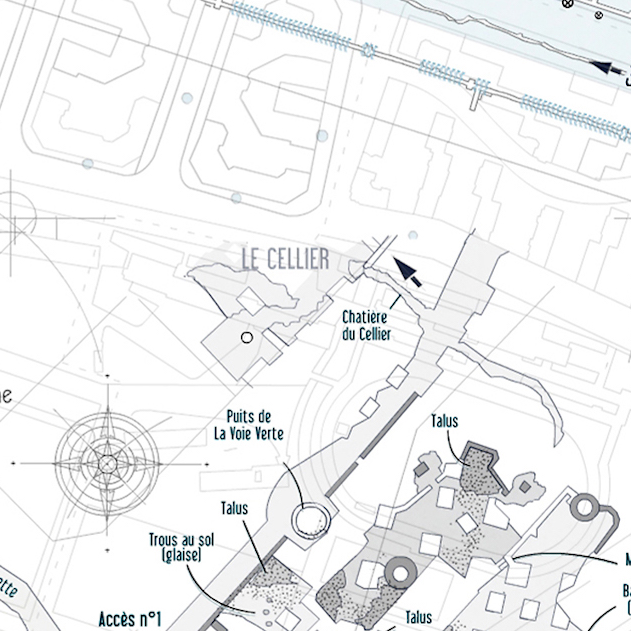 LE CELLIER
Chatière
du Cellier
Puits de
La Voie Verte
Talus
Talus
Trous au sol
(glaise)
Accès n°1
Talus